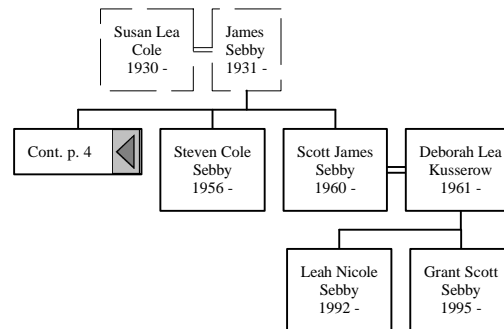 Susan Lea
Cole
1930 -
James
Sebby
1931 -
Cont. p. 4
Steven Cole
Sebby
1956 -
Scott James
Sebby
1960 -
Deborah Lea
Kusserow
1961 -
Leah Nicole
Sebby
1992 -
Grant Scott
Sebby
1995 -